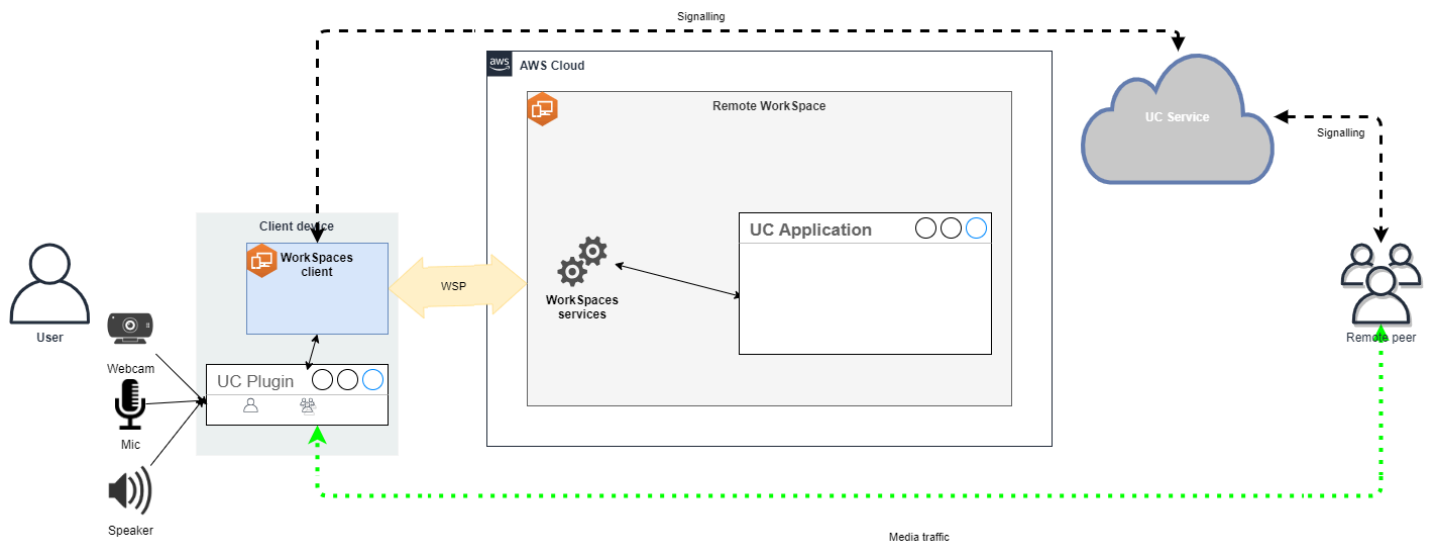 Signalling
aws
AWS Cloud
Remote WorkSpace
UC Service
Signalling
Client device
WorkSpaces
client
WSP
UC Application
WorkSpaces
services
User
Webcam
Mic
Speaker
UC Plugin
Remote peer
Media traffic